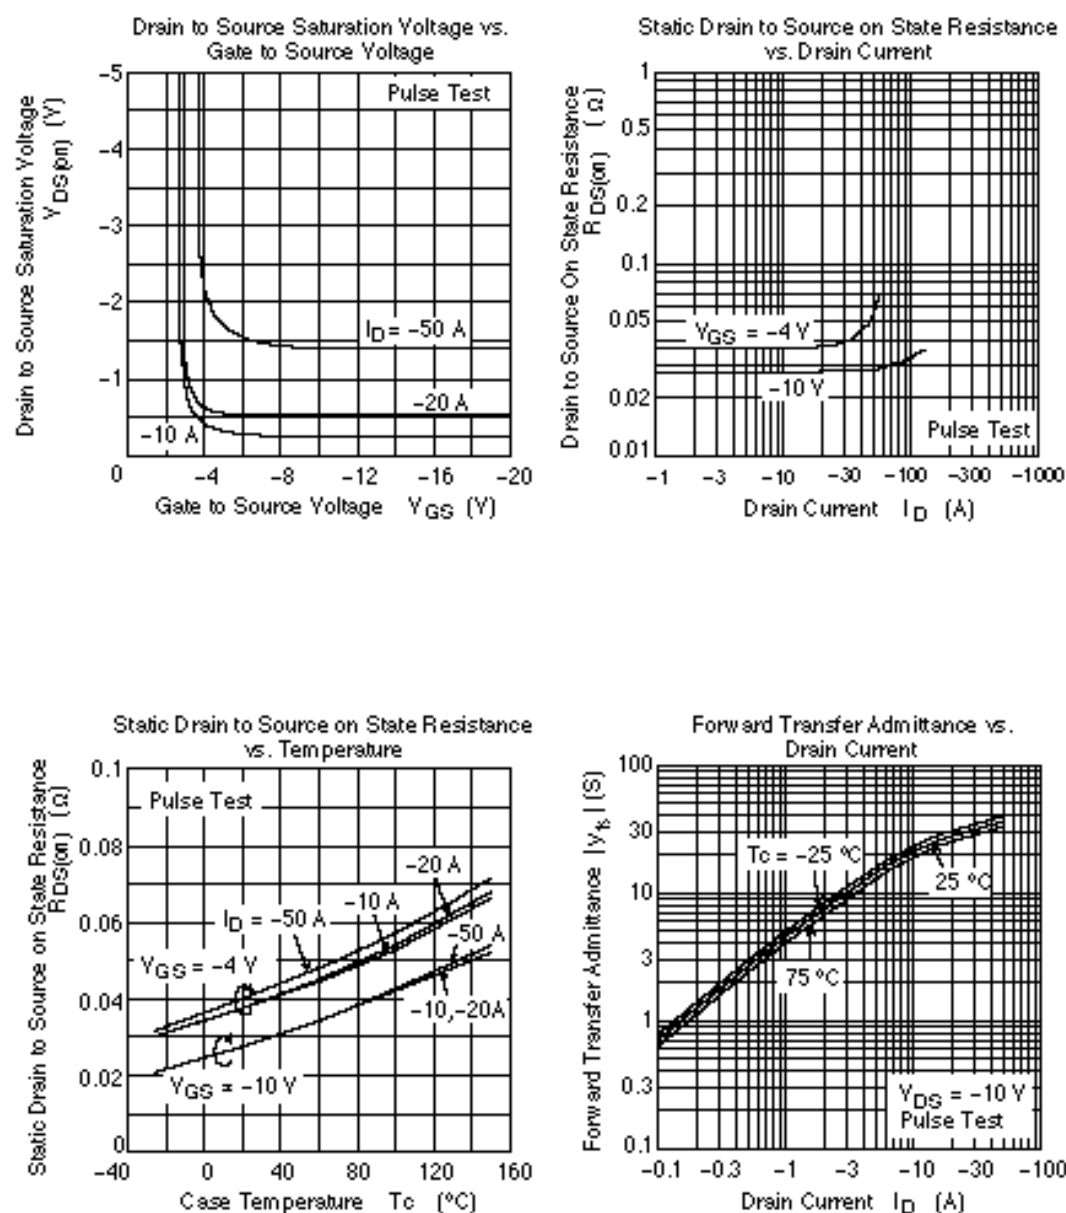 Drain to Source Saturation Voltage vs.
Gate to Source Voltage
Drain to Source Saturation Voltage
V DS(on) (V)
−5
−4
−3
−2
−1
0
Pulse Test
I D = −50 A
−20 A
−10 A
−4
−8
−12
−16
−20
Gate to Source Voltage V GS (V)
Static Drain to Source on State Resistance
vs. Drain Current
Drain to Source On State Resistance
R DS(on) ( Ω )
1
0.5
0.2
0.1
0.05
0.02
0.01
V GS = −4 V
−10 V
Pulse Test
−1
−3
−10
−30
−100
−300
−1000
Drain Current I D (A)
Static Drain to Source on State Resistance
vs. Temperature
Static Drain to Source on State Resistance
R DS(on) (Ω)
0.1
0.08
0.06
0.04
0.02
0
Pulse Test
−20 A
−10 A
I D = −50 A
−50 A
V GS = −4 V
−10,−20A
V GS = −10 V
−40
0
40
80
120
160
Case Temperature Tc (°C)
Forward Transfer Admittance vs.
Drain Current
Forward Transfer Admittance |y fs | (S)
100
30
10
3
1
0.3
0.1
Tc = −25 °C
25 °C
75 °C
V DS = −10 V
Pulse Test
−0.1
−0.3
−1
−3
−10
−30
−100
Drain Current I D (A)